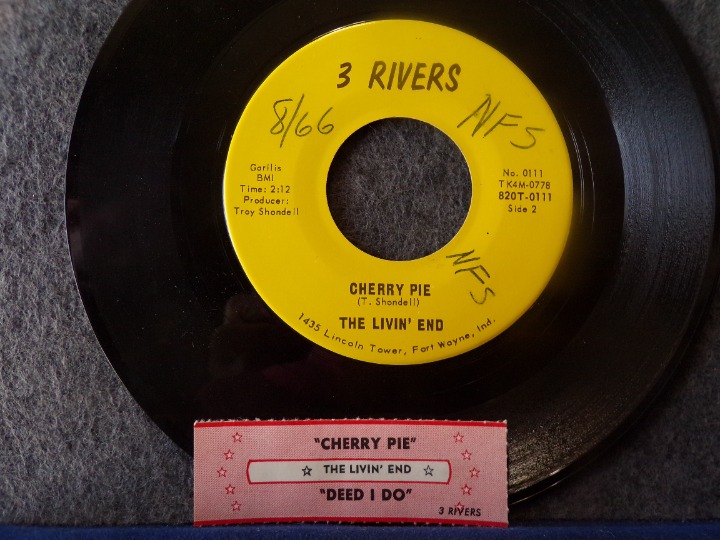 3 RIVERS
8/66
NFS
Garllis
BMI
Time: 2:12
Producer:
Troy Shondell
No. 0111
TK4M-0778
820T-0111
Side 2
NFS
CHERRY PIE
(T. Shondell)
THE LIVIN' END
1435 Lincoln Tower, Fort Wayne, Ind.
"CHERRY PIE"
THE LIVIN' END
"DEED I DO"
3 RIVERS